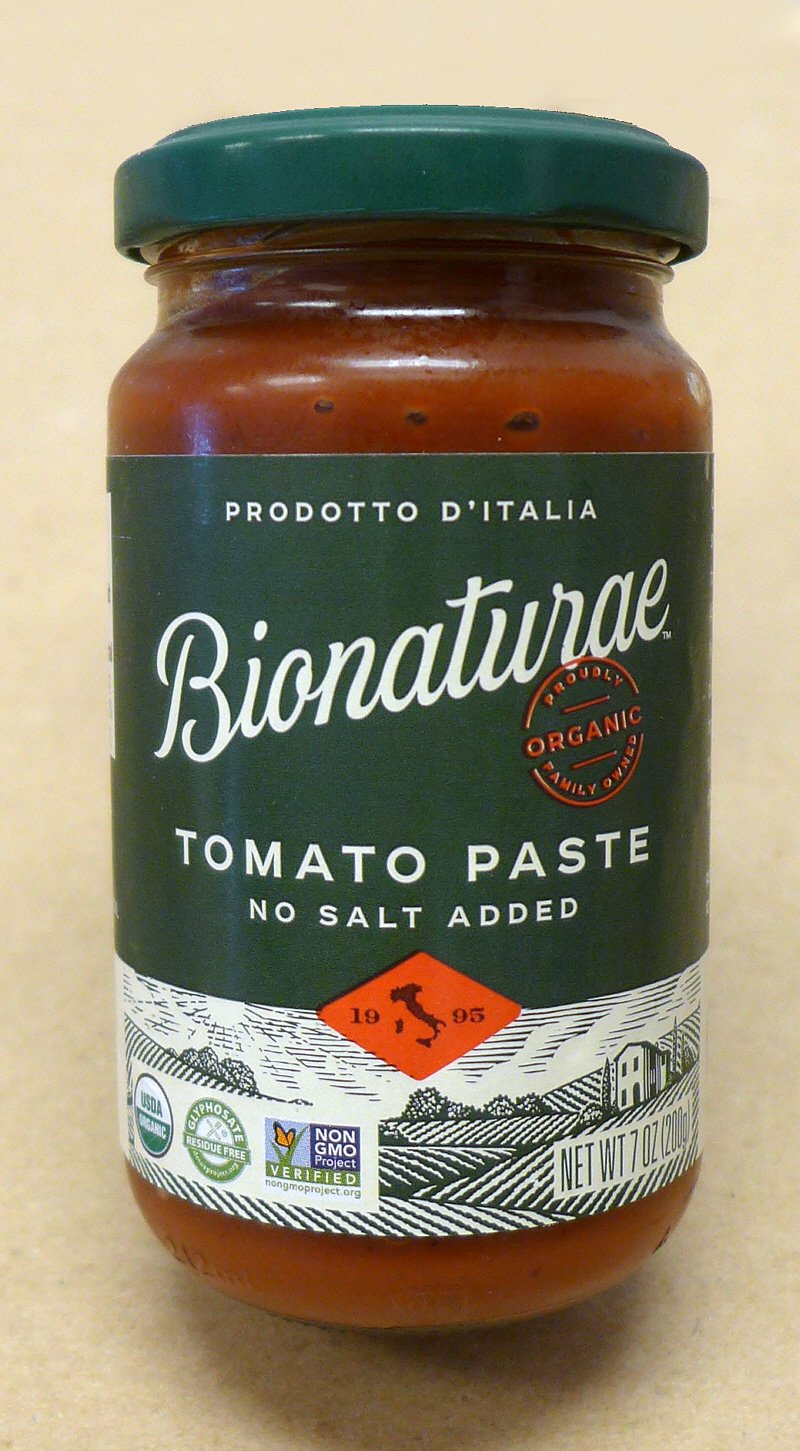 PRODOTTO D'ITALIA
Bionaturae™
PROUDLY
ORGANIC
FAMILY OWNED
TOMATO PASTE
NO SALT ADDED
19 95
USDA
ORGANIC
GLYPHOSATE
RESIDUE FREE
NON
GMO
Project
VERIFIED
nongmoproject.org
NET WT 7 OZ (200g)